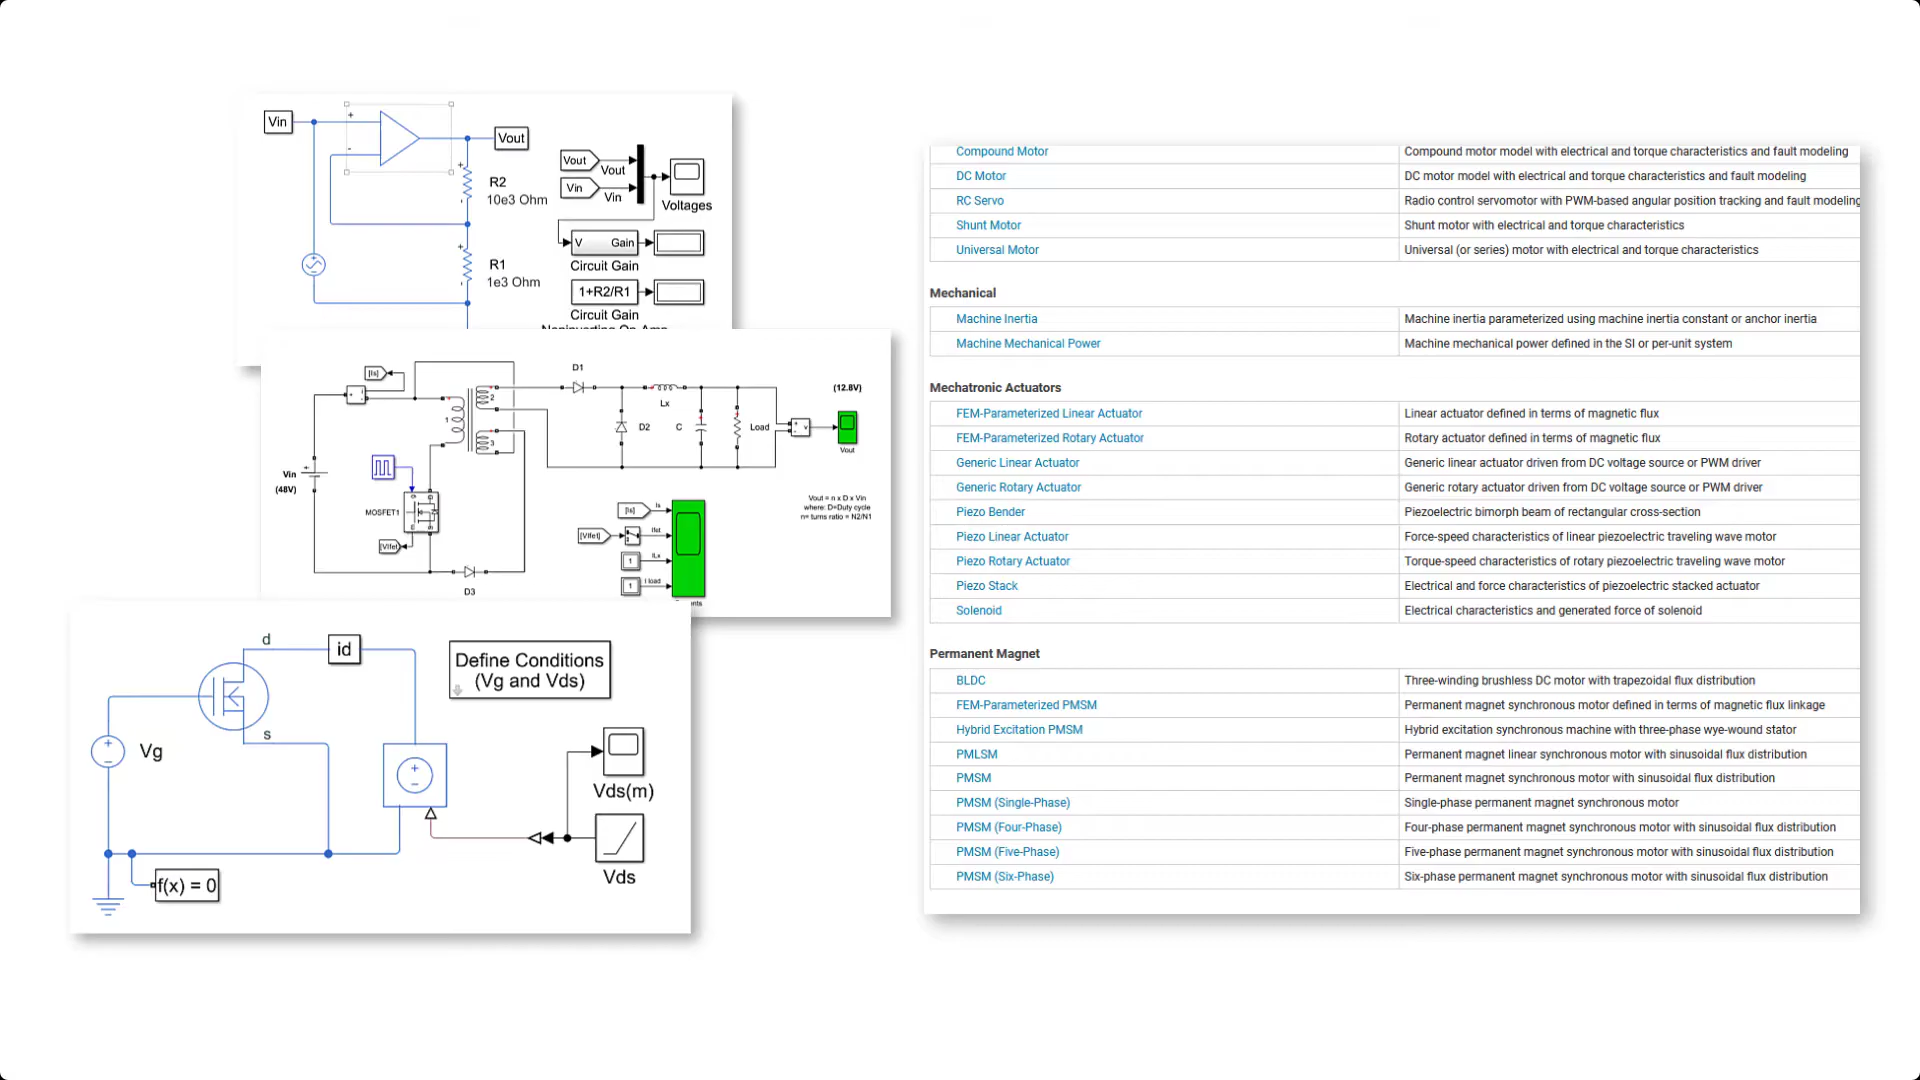 Vin
+
-
Vout
+
R2
10e3 Ohm
-
+
R1
1e3 Ohm
-
Vout
Vout
Vin
Vin
Voltages
V Gain
Circuit Gain
1+R2/R1
Circuit Gain
Noninverting Op-Amp
[Is]
D1
1
2
3
Lx
D2
C
Load
(12.8V)
Vout
Vin
(48V)
MOSFET1
[Vifet]
D3
Vout = n x D x Vin
where: D=Duty cycle
n= turns ratio = N2/N1
[Is]
Is
[Vifet]
Ifet
1
ILx
1
I load
d
id
s
Vg
+
-
f(x) = 0
Define Conditions
(Vg and Vds)
+
-
Vds(m)
Vds
Compound Motor Compound motor model with electrical and torque characteristics and fault modeling
DC Motor DC motor model with electrical and torque characteristics and fault modeling
RC Servo Radio control servomotor with PWM-based angular position tracking and fault modeling
Shunt Motor Shunt motor with electrical and torque characteristics
Universal Motor Universal (or series) motor with electrical and torque characteristics
Mechanical
Machine Inertia Machine inertia parameterized using machine inertia constant or anchor inertia
Machine Mechanical Power Machine mechanical power defined in the SI or per-unit system
Mechatronic Actuators
FEM-Parameterized Linear Actuator Linear actuator defined in terms of magnetic flux
FEM-Parameterized Rotary Actuator Rotary actuator defined in terms of magnetic flux
Generic Linear Actuator Generic linear actuator driven from DC voltage source or PWM driver
Generic Rotary Actuator Generic rotary actuator driven from DC voltage source or PWM driver
Piezo Bender Piezoelectric bimorph beam of rectangular cross-section
Piezo Linear Actuator Force-speed characteristics of linear piezoelectric traveling wave motor
Piezo Rotary Actuator Torque-speed characteristics of rotary piezoelectric traveling wave motor
Piezo Stack Electrical and force characteristics of piezoelectric stacked actuator
Solenoid Electrical characteristics and generated force of solenoid
Permanent Magnet
BLDC Three-winding brushless DC motor with trapezoidal flux distribution
FEM-Parameterized PMSM Permanent magnet synchronous motor defined in terms of magnetic flux linkage
Hybrid Excitation PMSM Hybrid excitation synchronous machine with three-phase wye-wound stator
PMLSM Permanent magnet linear synchronous motor with sinusoidal flux distribution
PMSM Permanent magnet synchronous motor with sinusoidal flux distribution
PMSM (Single-Phase) Single-phase permanent magnet synchronous motor
PMSM (Four-Phase) Four-phase permanent magnet synchronous motor with sinusoidal flux distribution
PMSM (Five-Phase) Five-phase permanent magnet synchronous motor with sinusoidal flux distribution
PMSM (Six-Phase) Six-phase permanent magnet synchronous motor with sinusoidal flux distribution